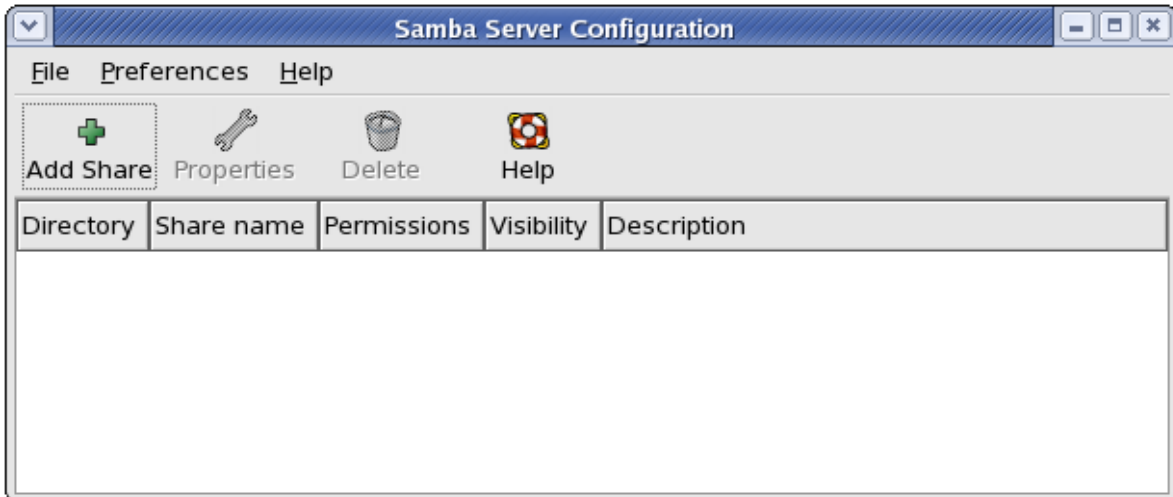 Samba Server Configuration
File Preferences Help
Add Share Properties Delete Help
Directory Share name Permissions Visibility Description